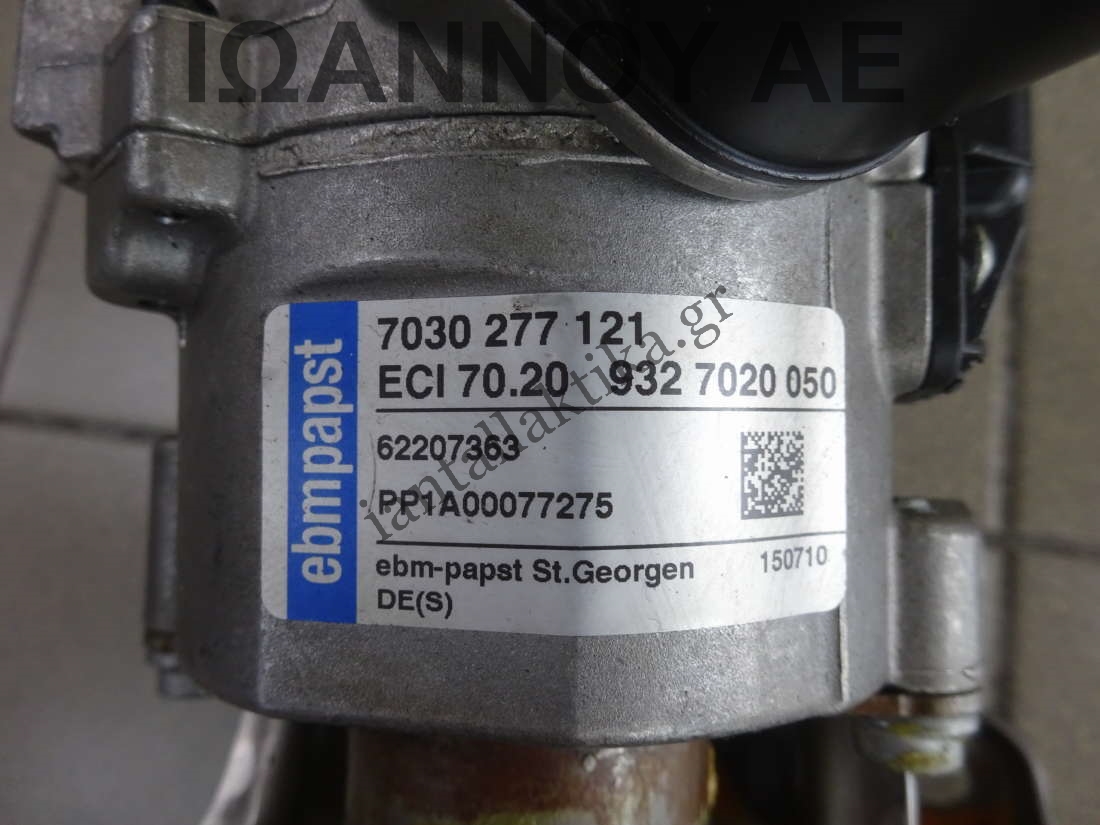 ΙΩΑΝΝΟΥ ΑΕ
ebmpapst
7030 277 121
ECI 70.20 932 7020 050
62207363
PP1A00077275
ebm-papst St.Georgen 150710
DE(S)
iantallaktika.gr